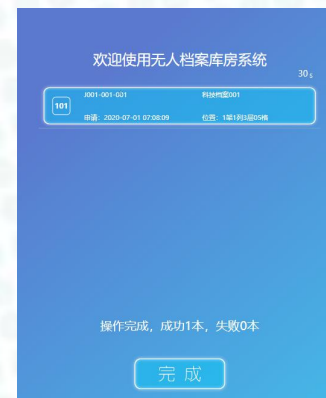 欢迎使用无人档案库房系统
30 s
101
J001-001-001
科技档案001
申请：2020-07-01 07:08:09
位置：1架1列3层05格
操作完成，成功1本，失败0本
完成